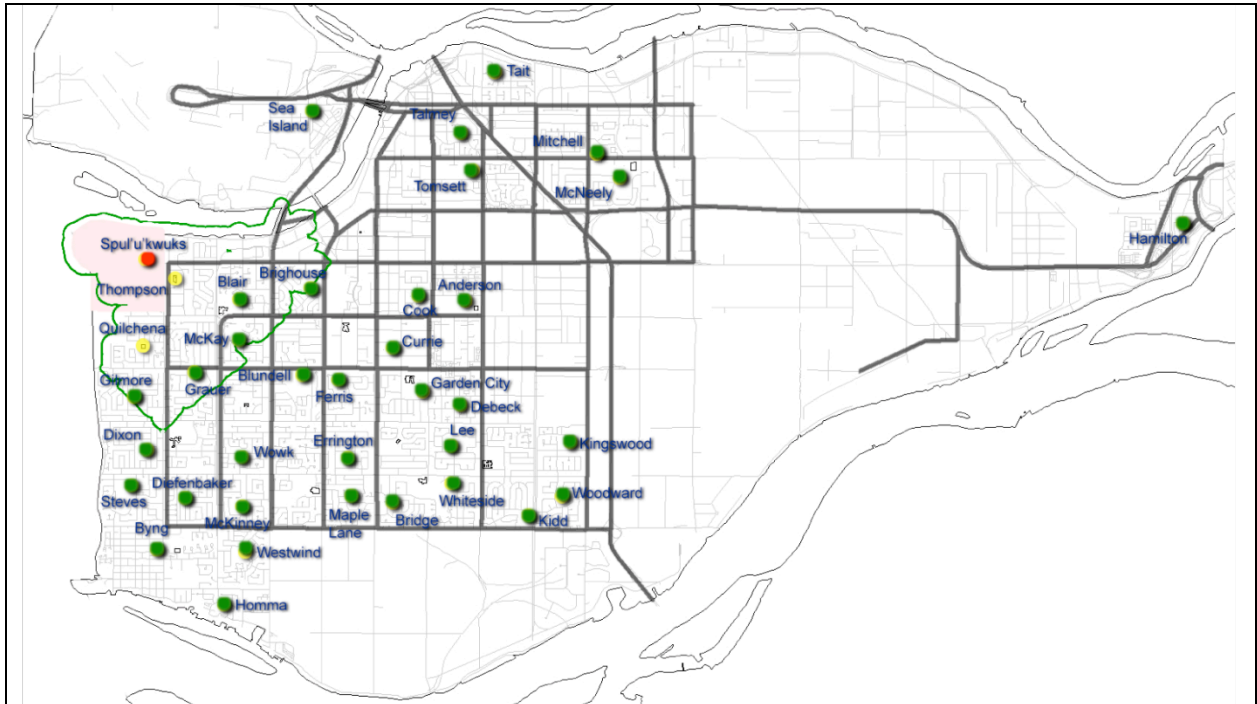 Tait
Sea
Island
Talmey
Mitchell
Tomsett
McNeely
Hamilton
Spul'u'kwuks
Thompson
Blair
Brighouse
Anderson
Cook
Quilchena
McKay
Currie
Gilmore
Grauer
Blundell
Ferris
Garden City
Debeck
Dixon
Wowk
Errington
Lee
Kingswood
Steves
Diefenbaker
Whiteside
Woodward
Byng
McKinney
Maple
Lane
Bridge
Kidd
Westwind
Homma